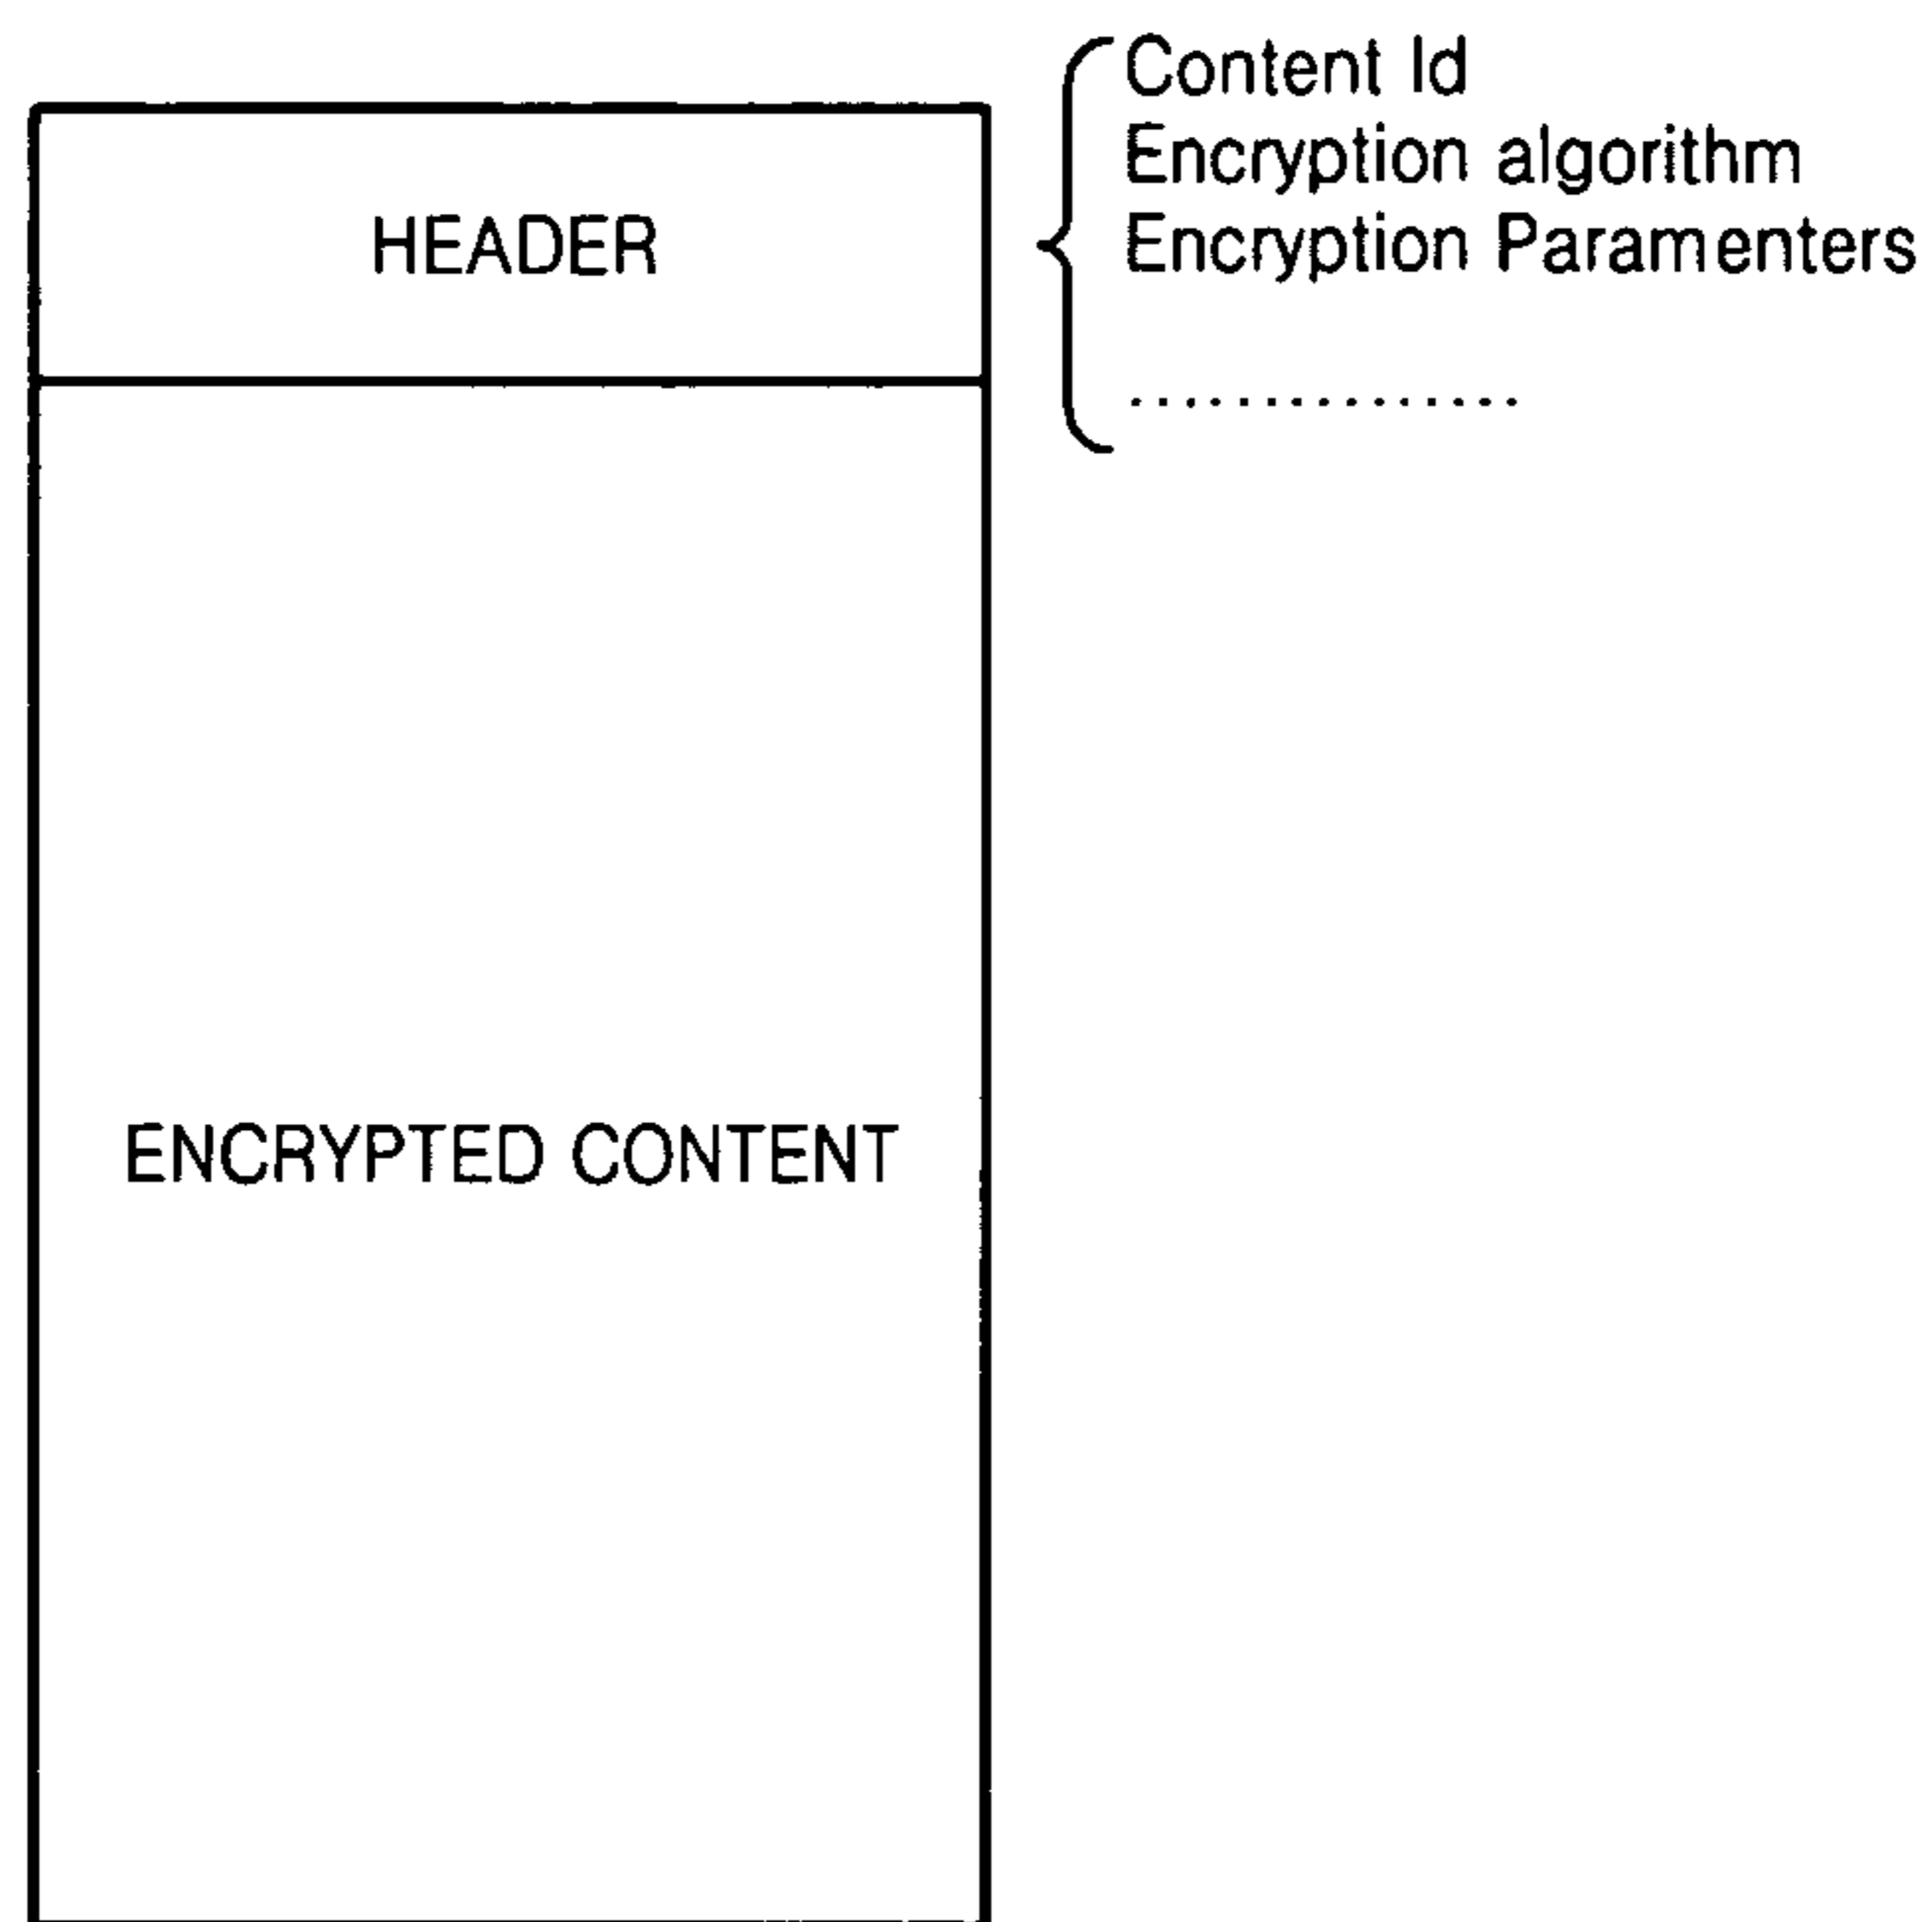 Content Id
Encryption algorithm
HEADER
Encryption Paramenters
...............
ENCRYPTED CONTENT